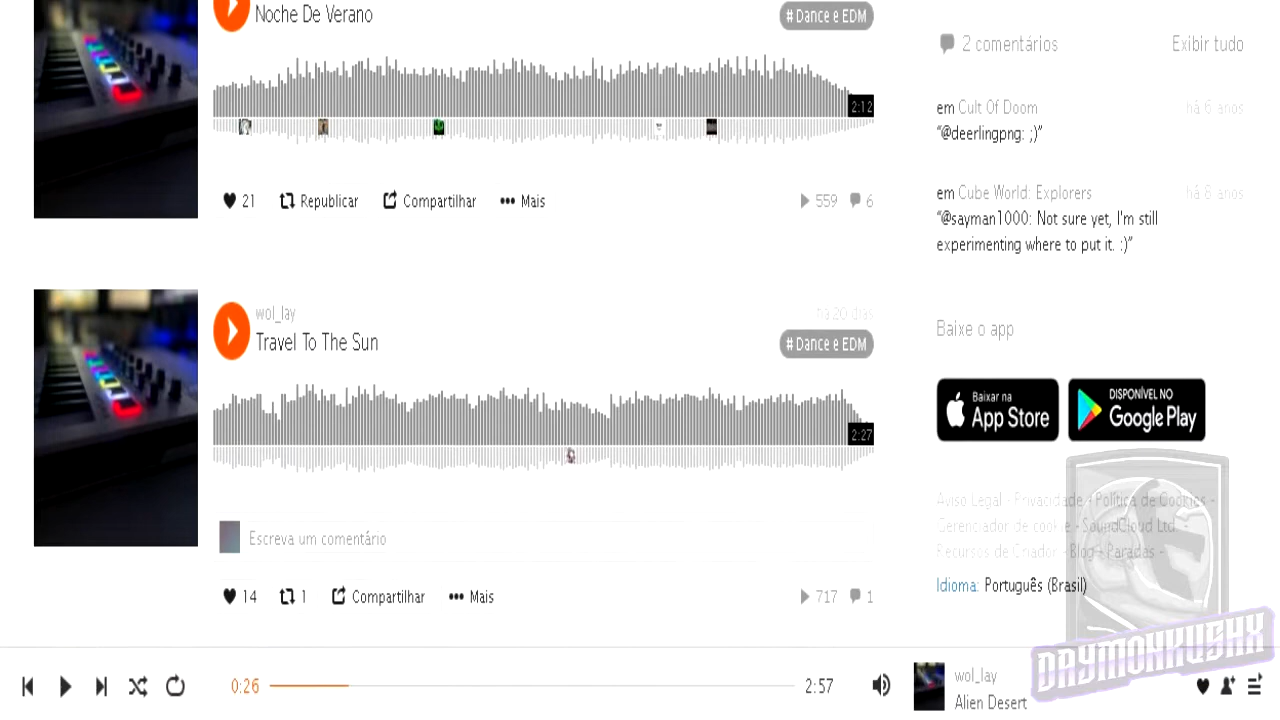 Noche De Verano
# Dance e EDM
2:12
21 Republicar Compartilhar Mais
559 6
wol_lay
há 20 dias
Travel To The Sun
# Dance e EDM
2:27
Escreva um comentário
14 1 Compartilhar Mais
717 1
2 comentários Exibir tudo
em Cult Of Doom há 6 anos
“@deerlingpng: ;)”
em Cube World: Explorers há 8 anos
“@sayman1000: Not sure yet, I'm still
experimenting where to put it. :)”
Baixe o app
Baixar na
App Store
DISPONÍVEL NO
Google Play
Aviso Legal - Privacidade - Política de Cookies -
Gerenciador de cookie - SoundCloud Ltd. -
Recursos de Criador - Blog - Paradas -
Idioma: Português (Brasil)
0:26 2:57
wol_lay
Alien Desert
DAYMONKUSHX